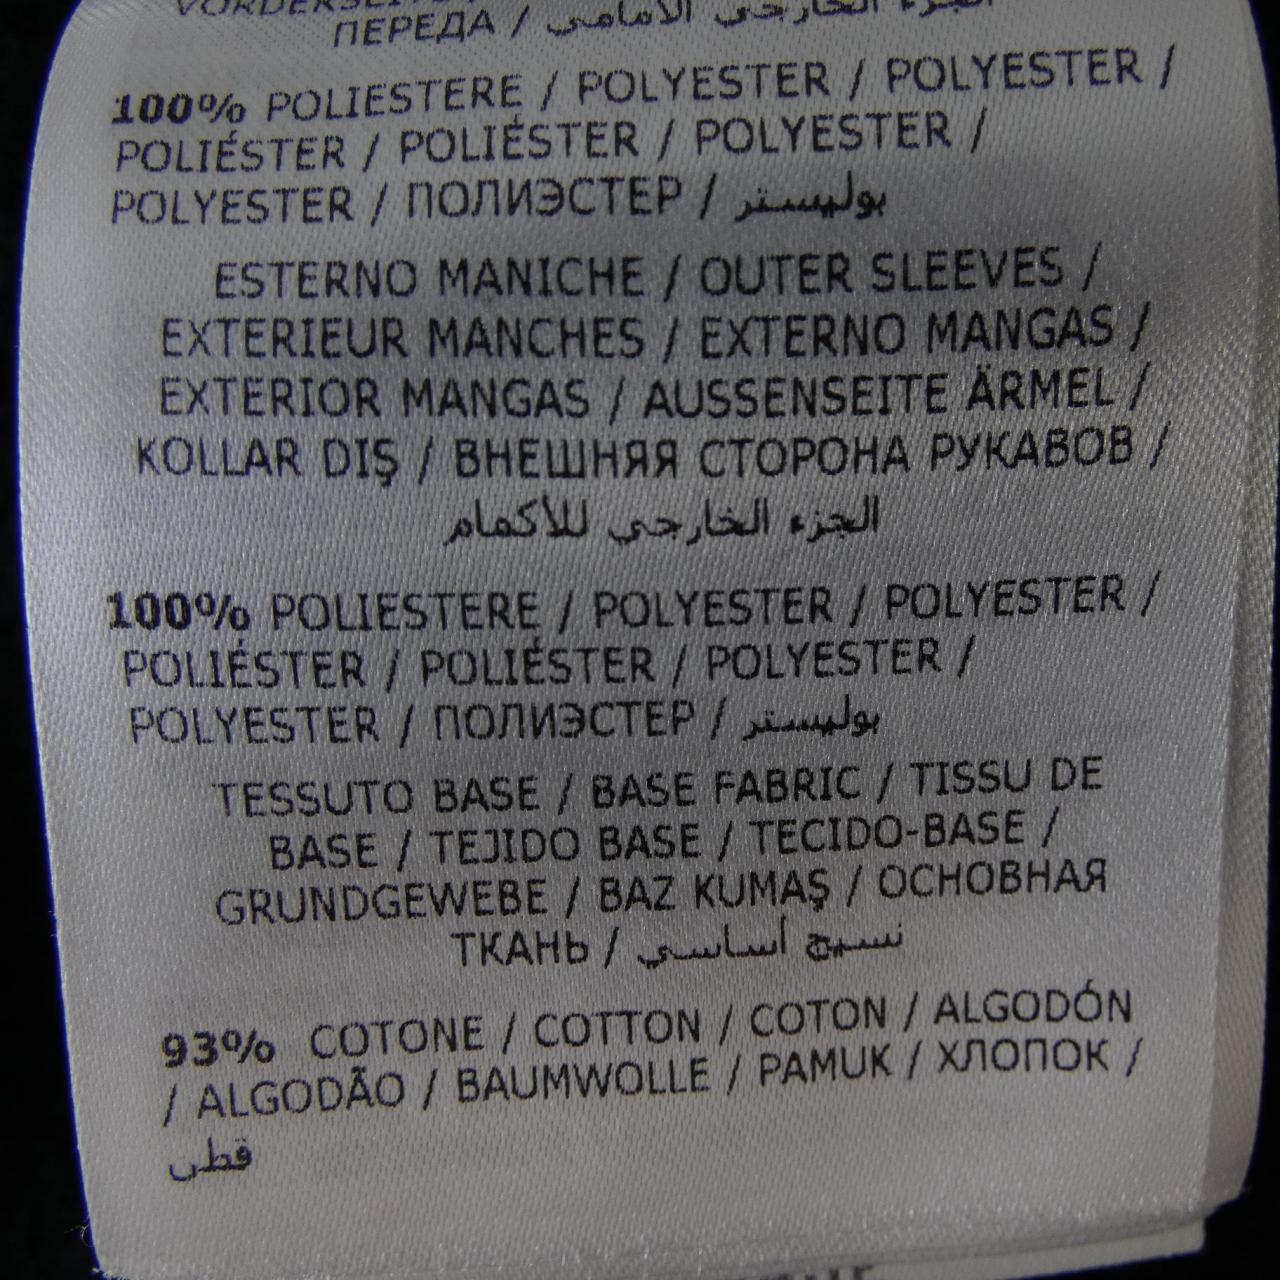 VORDERSEITE
ПЕРЕДА / الجزء الخارجي الأمامي
100% POLIESTERE / POLYESTER / POLYESTER /
POLIÉSTER / POLIÉSTER / POLYESTER /
POLYESTER / ПОЛИЭСТЕР / بوليستر
ESTERNO MANICHE / OUTER SLEEVES /
EXTERIEUR MANCHES / EXTERNO MANGAS /
EXTERIOR MANGAS / AUSSENSEITE ÄRMEL /
KOLLAR DIŞ / ВНЕШНЯЯ СТОРОНА РУКАВОВ /
الجزء الخارجي للأكمام
100% POLIESTERE / POLYESTER / POLYESTER /
POLIÉSTER / POLIÉSTER / POLYESTER /
POLYESTER / ПОЛИЭСТЕР / بوليستر
TESSUTO BASE / BASE FABRIC / TISSU DE
BASE / TEJIDO BASE / TECIDO-BASE /
GRUNDGEWEBE / BAZ KUMAŞ / ОСНОВНАЯ
ТКАНЬ / نسيج أساسي
93% COTONE / COTTON / COTON / ALGODÓN
/ ALGODÃO / BAUMWOLLE / PAMUK / ХЛОПОК /
قطن